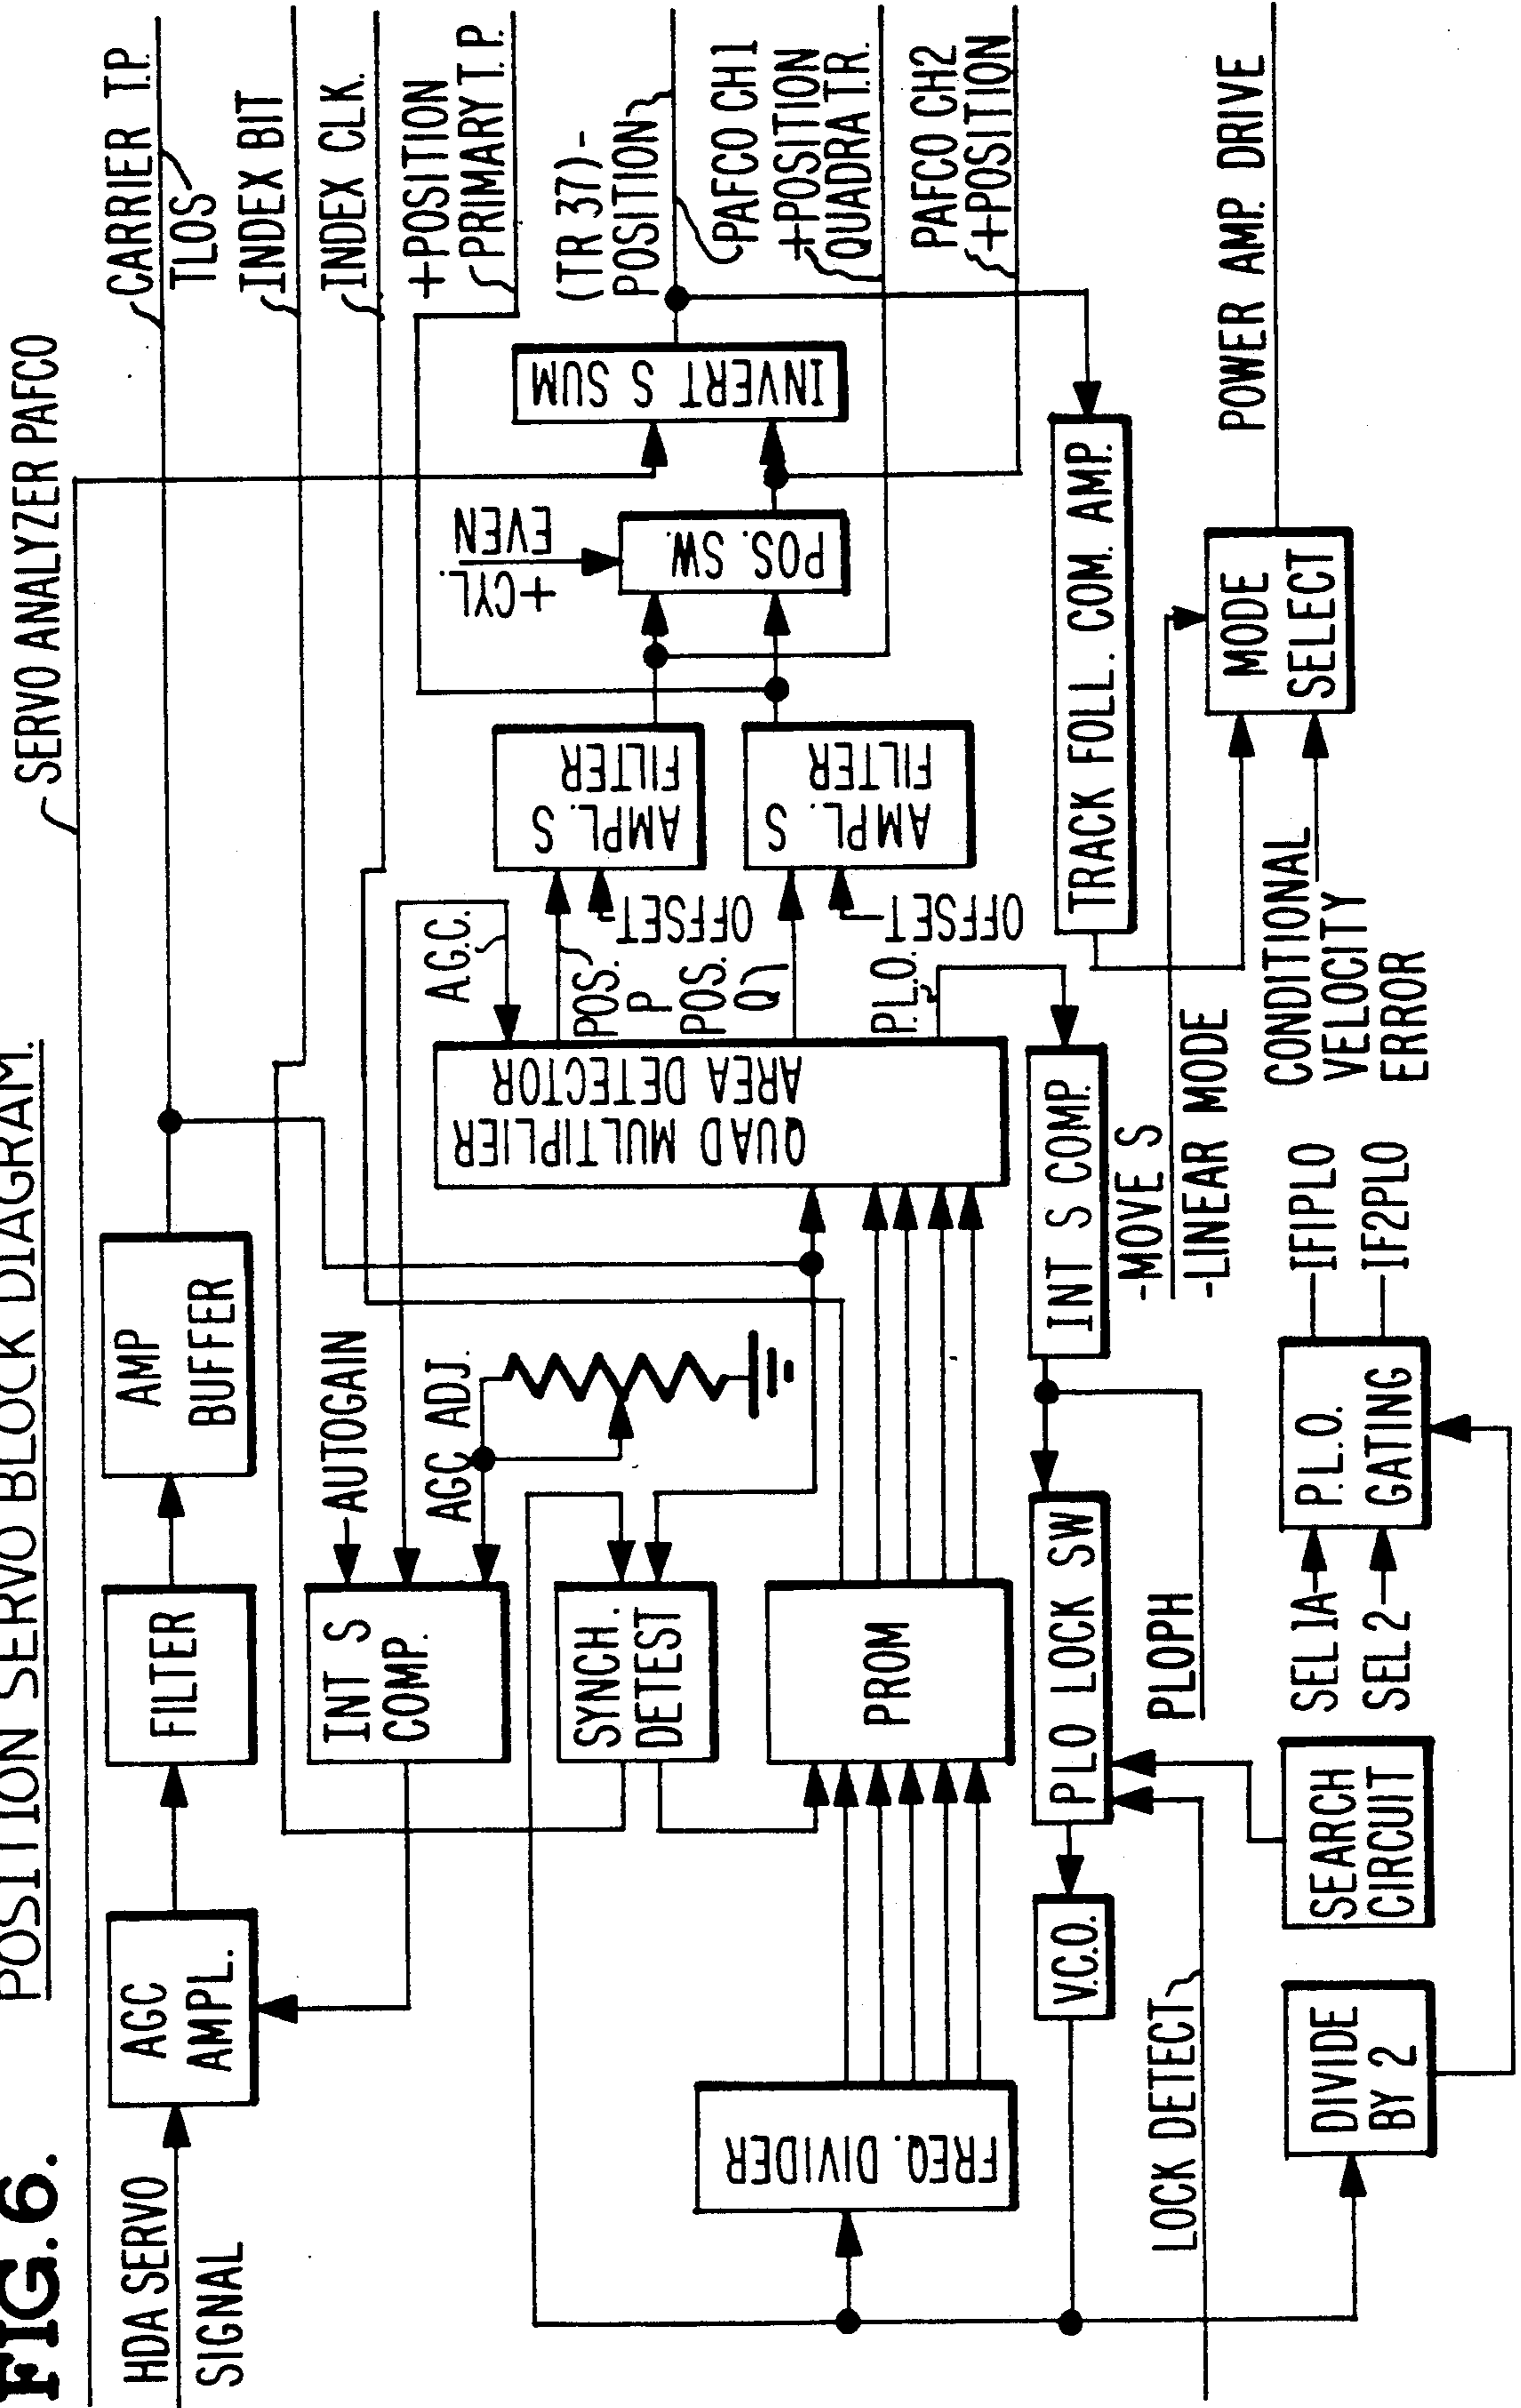 FIG. 6.
POSITION SERVO BLOCK DIAGRAM.
SERVO ANALYZER PAFCO
HDA SERVO
SIGNAL
AGC
AMPL.
FILTER
AMP
BUFFER
CARRIER T.P.
TLOS
INDEX BIT
INDEX CLK.
+POSITION
PRIMARY T.P.
(TR 37)-
POSITION
PAFCO CH1
+POSITION
QUADRA T.R.
PAFCO CH2
+POSITION
INT S
COMP.
AUTOGAIN
AGC ADJ.
A.G.C.
SYNCH.
DETEST
PROM
FREQ. DIVIDER
QUAD MULTIPLIER
AREA DETECTOR
POS.
P
OFFSET
POS.
Q
OFFSET
P.L.O.
AMPL. S
FILTER
AMPL. S
FILTER
+CYL.
EVEN
POS. SW.
INVERT S SUM
V.C.O.
PLO LOCK SW
INT S COMP.
TRACK FOLL. COM. AMP.
LOCK DETECT
PLOPH
-MOVE S
-LINEAR MODE
MODE
SELECT
POWER AMP. DRIVE
CONDITIONAL
VELOCITY
ERROR
DIVIDE
BY 2
SEARCH
CIRCUIT
SEL 1A
SEL 2
P.L.O.
GATING
IF1PLO
IF2PLO